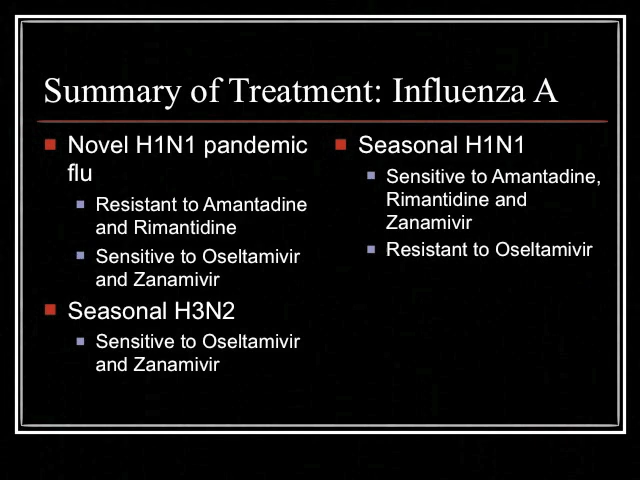 Summary of Treatment: Influenza A
Novel H1N1 pandemic
flu
Resistant to Amantadine
and Rimantidine
Sensitive to Oseltamivir
and Zanamivir
Seasonal H3N2
Sensitive to Oseltamivir
and Zanamivir
Seasonal H1N1
Sensitive to Amantadine,
Rimantidine and
Zanamivir
Resistant to Oseltamivir